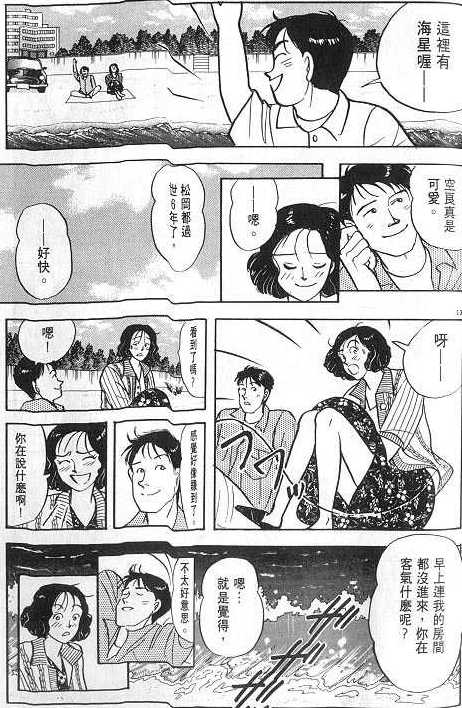 這裡有
海星喔──
空良真是
可愛。
──嗯。
松岡都過
世6年了。
──好快。
呀──
看到了嗎？
嗯！
感覺好像賺到了。
你在說什麼啊！
早上連我的房間
都沒進來，你在
客氣什麼呢？
嗯…
就是覺得，
不太好意思。